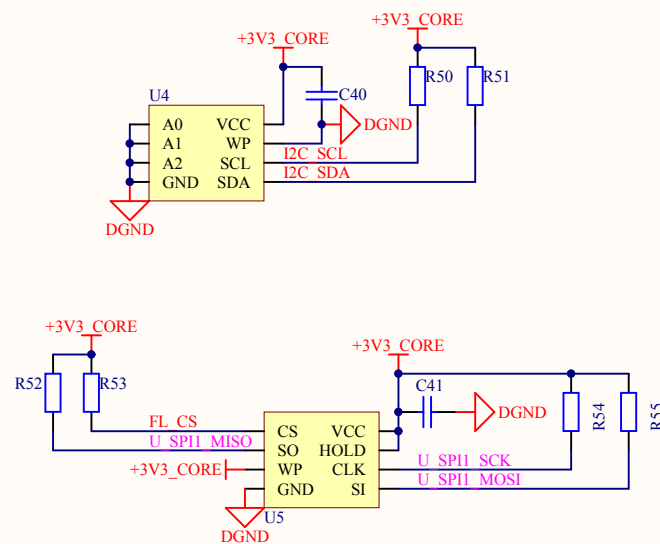 +3V3_CORE
+3V3_CORE
R50
R51
C40
U4
DGND
A0
VCC
A1
WP
A2
SCL
I2C_SCL
GND
SDA
I2C_SDA
DGND
+3V3_CORE
+3V3_CORE
R52
R53
C41
DGND
R54
R55
FL_CS
CS
VCC
U_SPI1_MISO
SO
HOLD
+3V3_CORE
WP
CLK
U_SPI1_SCK
GND
SI
U_SPI1_MOSI
U5
DGND